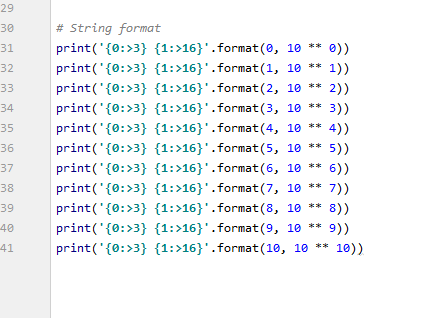 29
30 # String format
31 print('{0:>3} {1:>16}'.format(0, 10 ** 0))
32 print('{0:>3} {1:>16}'.format(1, 10 ** 1))
33 print('{0:>3} {1:>16}'.format(2, 10 ** 2))
34 print('{0:>3} {1:>16}'.format(3, 10 ** 3))
35 print('{0:>3} {1:>16}'.format(4, 10 ** 4))
36 print('{0:>3} {1:>16}'.format(5, 10 ** 5))
37 print('{0:>3} {1:>16}'.format(6, 10 ** 6))
38 print('{0:>3} {1:>16}'.format(7, 10 ** 7))
39 print('{0:>3} {1:>16}'.format(8, 10 ** 8))
40 print('{0:>3} {1:>16}'.format(9, 10 ** 9))
41 print('{0:>3} {1:>16}'.format(10, 10 ** 10))